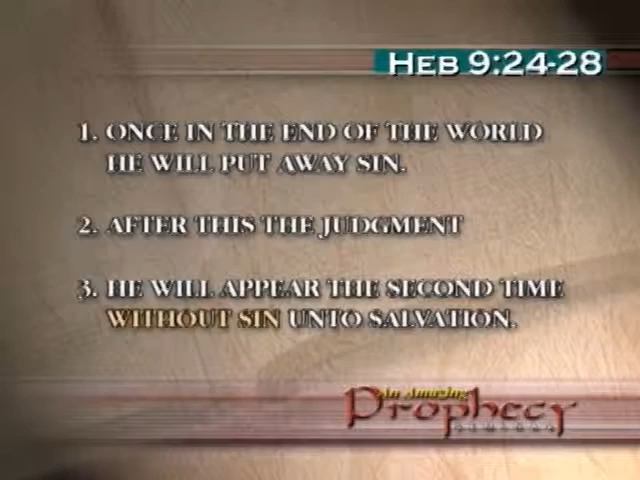 HEB 9:24-28
1. ONCE IN THE END OF THE WORLD
HE WILL PUT AWAY SIN.
2. AFTER THIS THE JUDGMENT
3. HE WILL APPEAR THE SECOND TIME
WITHOUT SIN UNTO SALVATION.
An Amazing
Prophecy